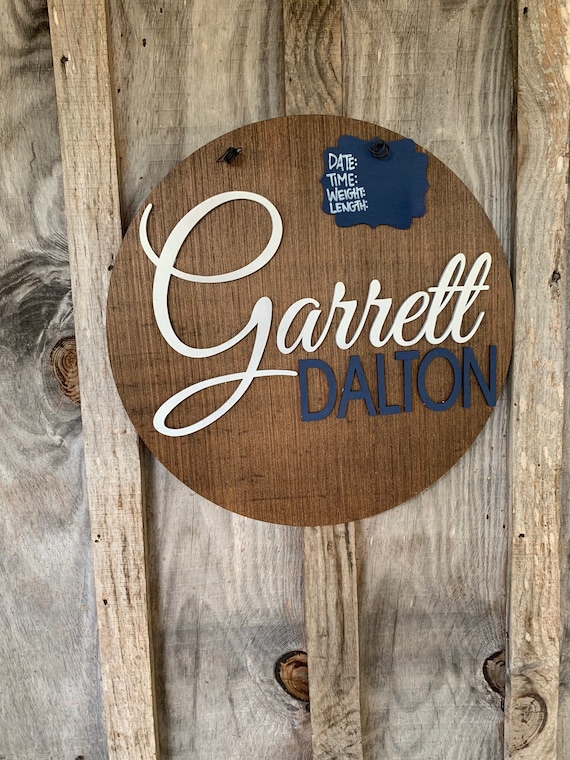 DATE:
TIME:
WEIGHT:
LENGTH:
Garrett
DALTON